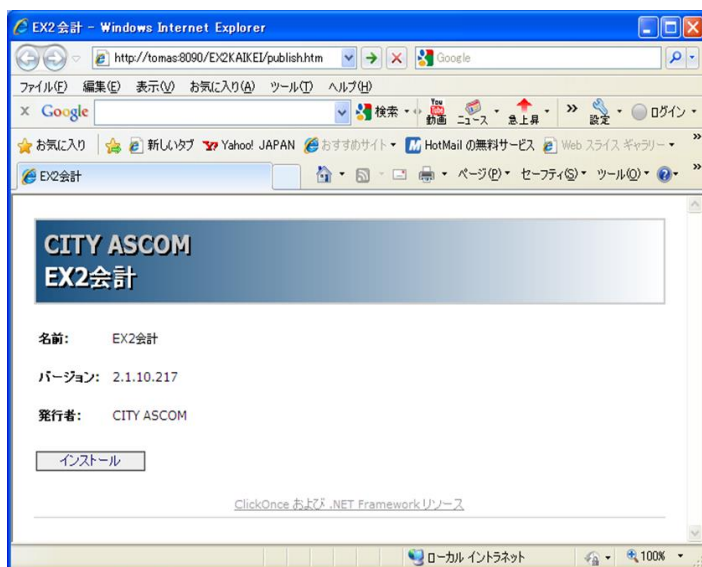 EX2会計 - Windows Internet Explorer
http://tomas:8090/EX2KAIKEI/publish.htm Google
ファイル(F) 編集(E) 表示(V) お気に入り(A) ツール(T) ヘルプ(H)
x Google 検索 You 動画 ニュース 急上昇 » 設定 ログイン
お気に入り 新しいタブ Yahoo! JAPAN おすすめサイト HotMail の無料サービス Web スライス ギャラリー »
EX2会計 ページ(P) セーフティ(S) ツール(O) »
CITY ASCOM
EX2会計
名前: EX2会計
バージョン: 2.1.10.217
発行者: CITY ASCOM
インストール
ClickOnce および .NET Framework リソース
ローカル イントラネット 100%